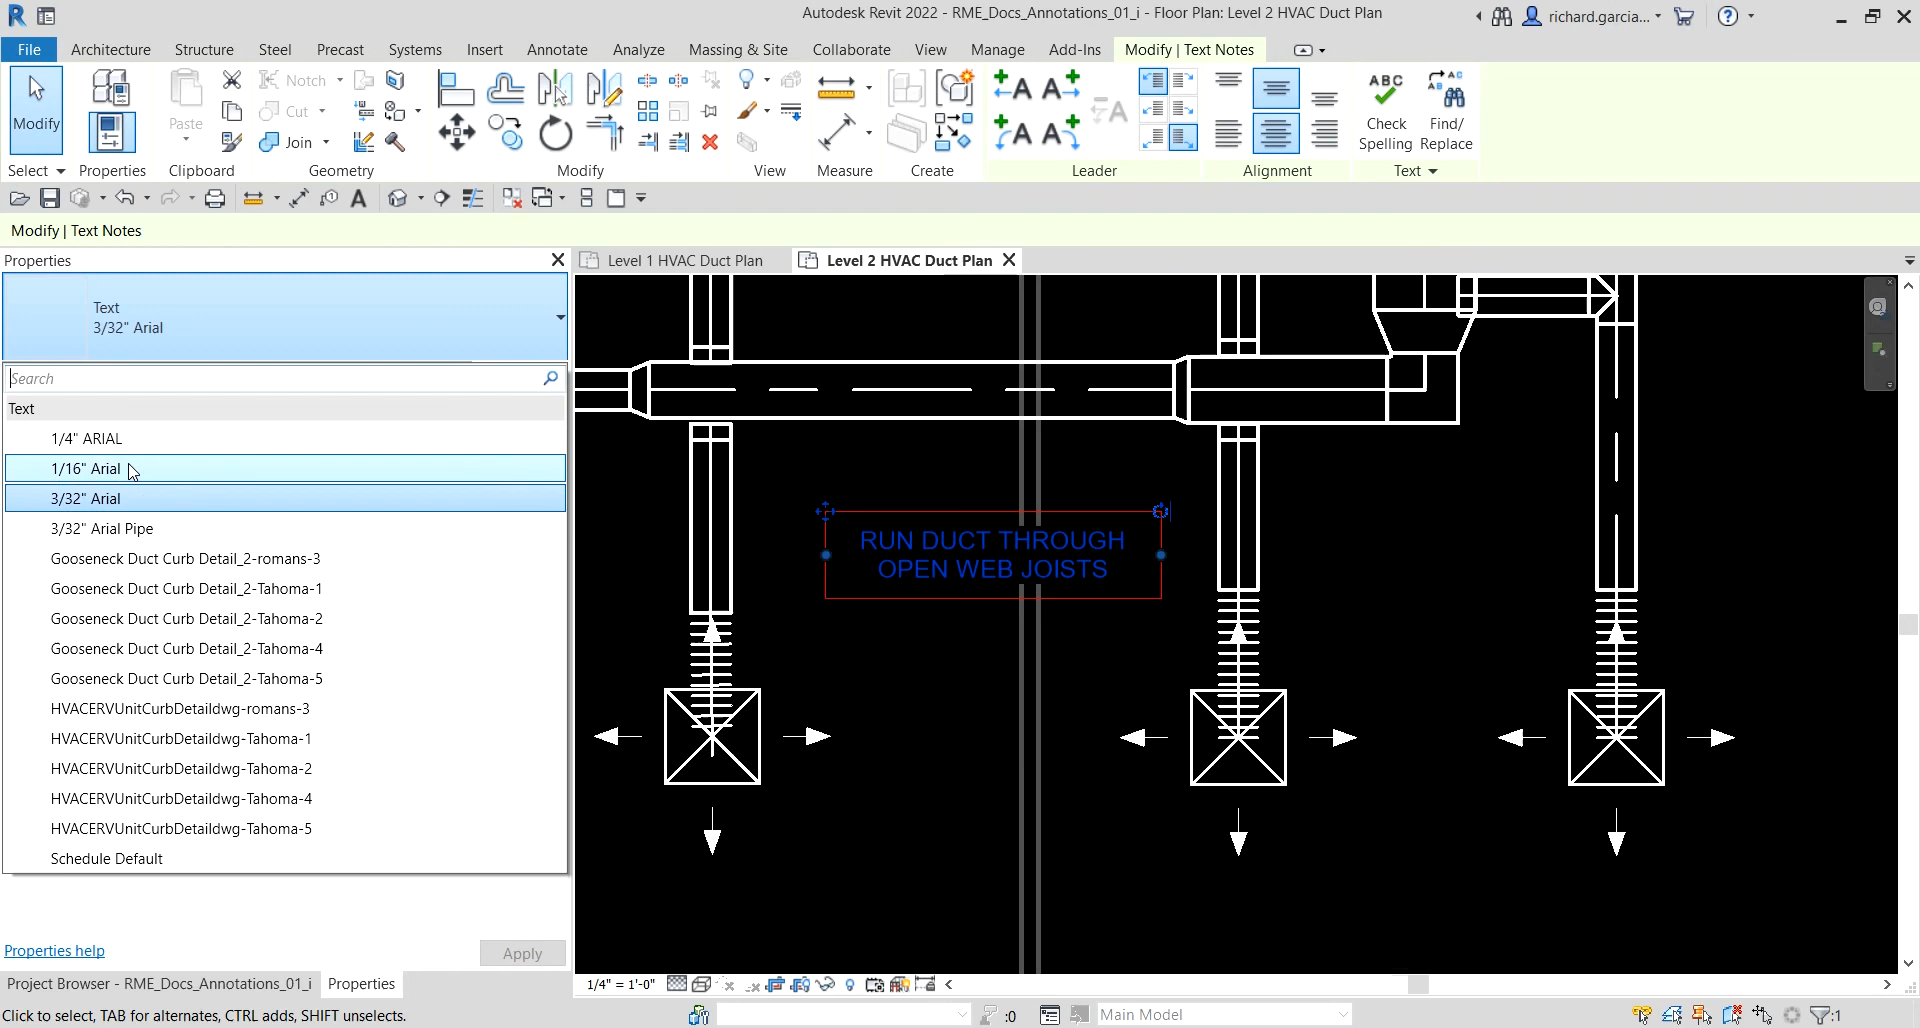 Autodesk Revit 2022 - RME_Docs_Annotations_01_i - Floor Plan: Level 2 HVAC Duct Plan
richard.garcia...
File Architecture Structure Steel Precast Systems Insert Annotate Analyze Massing & Site Collaborate View Manage Add-Ins Modify | Text Notes
Modify
Paste
Notch
Cut
Join
ABC
Check
Spelling
Find/
Replace
Select Properties Clipboard Geometry Modify View Measure Create Leader Alignment Text
Modify | Text Notes
Properties
Level 1 HVAC Duct Plan
Level 2 HVAC Duct Plan
Text
3/32" Arial
Search
Text
1/4" ARIAL
1/16" Arial
3/32" Arial
3/32" Arial Pipe
Gooseneck Duct Curb Detail_2-romans-3
Gooseneck Duct Curb Detail_2-Tahoma-1
Gooseneck Duct Curb Detail_2-Tahoma-2
Gooseneck Duct Curb Detail_2-Tahoma-4
Gooseneck Duct Curb Detail_2-Tahoma-5
HVACERVUnitCurbDetaildwg-romans-3
HVACERVUnitCurbDetaildwg-Tahoma-1
HVACERVUnitCurbDetaildwg-Tahoma-2
HVACERVUnitCurbDetaildwg-Tahoma-4
HVACERVUnitCurbDetaildwg-Tahoma-5
Schedule Default
RUN DUCT THROUGH
OPEN WEB JOISTS
Properties help
Apply
Project Browser - RME_Docs_Annotations_01_i
Properties
1/4" = 1'-0"
Click to select, TAB for alternates, CTRL adds, SHIFT unselects.
:0
Main Model
:1